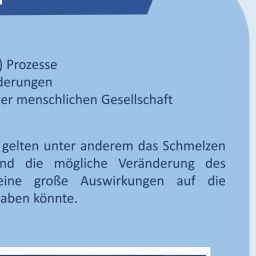 ) Prozesse
derungen
er menschlichen Gesellschaft
gelten unter anderem das Schmelzen
nd die mögliche Veränderung des
eine große Auswirkungen auf die
aben könnte.